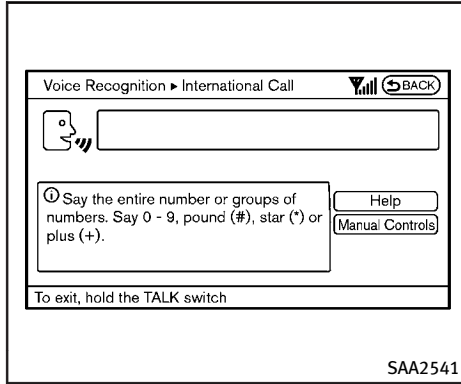 Voice Recognition ▸ International Call
BACK
ⓘ Say the entire number or groups of
numbers. Say 0 - 9, pound (#), star (*) or
plus (+).
Help
Manual Controls
To exit, hold the TALK switch
SAA2541